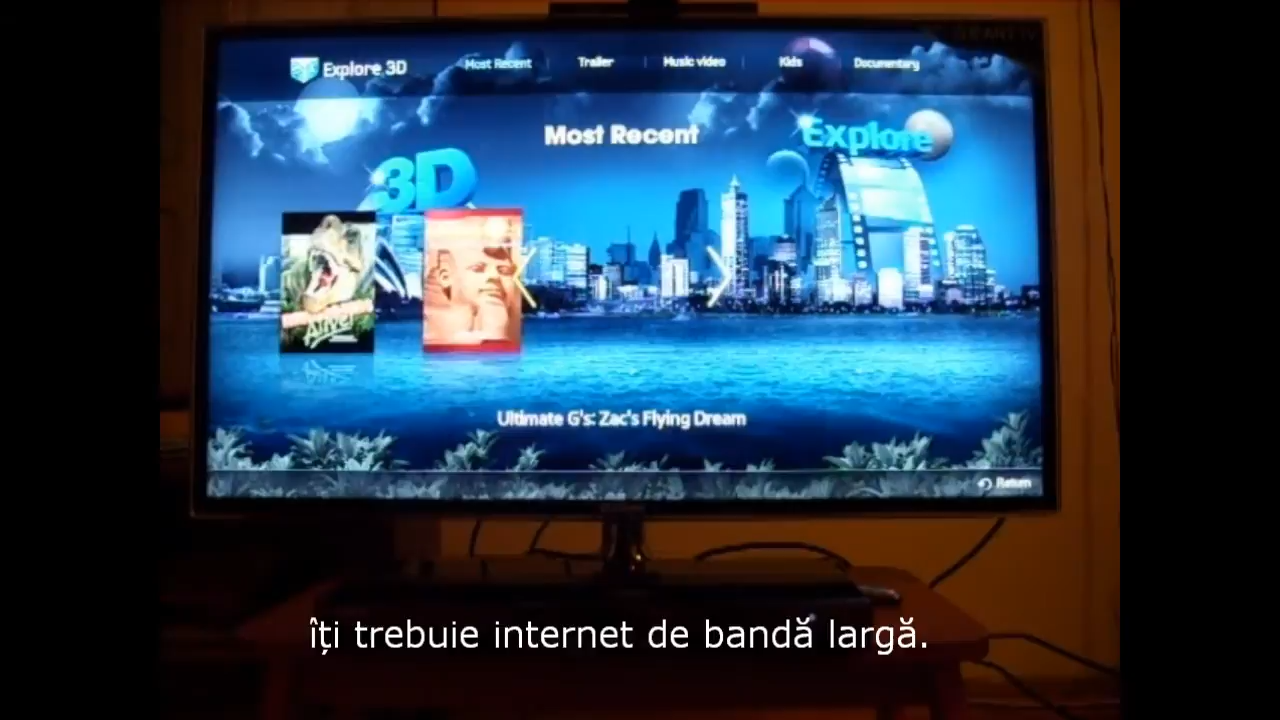 Explore 3D
Most Recent
Trailer
Music video
Kids
Documentary
Most Recent
Explore
3D
Alive!
Ultimate G's: Zac's Flying Dream
Return
îți trebuie internet de bandă largă.